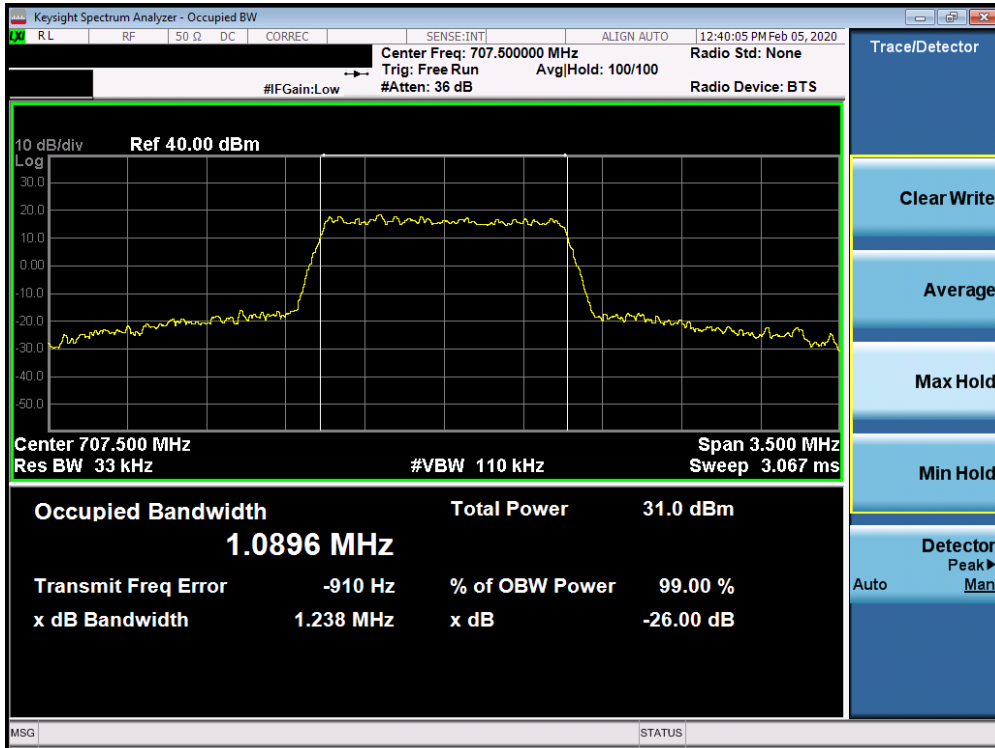 Keysight Spectrum Analyzer - Occupied BW
LXI RL RF 50 Ω DC CORREC SENSE:INT ALIGN AUTO 12:40:05 PM Feb 05, 2020
Center Freq: 707.500000 MHz Radio Std: None
Trig: Free Run Avg|Hold: 100/100
#IFGain:Low #Atten: 36 dB Radio Device: BTS
10 dB/div Ref 40.00 dBm
Log
30.0
20.0
10.0
0.00
-10.0
-20.0
-30.0
-40.0
-50.0
Center 707.500 MHz Span 3.500 MHz
Res BW 33 kHz #VBW 110 kHz Sweep 3.067 ms
Occupied Bandwidth Total Power 31.0 dBm
1.0896 MHz
Transmit Freq Error -910 Hz % of OBW Power 99.00 %
x dB Bandwidth 1.238 MHz x dB -26.00 dB
Trace/Detector
Clear Write
Average
Max Hold
Min Hold
Detector
Peak▶
Auto Man
MSG STATUS